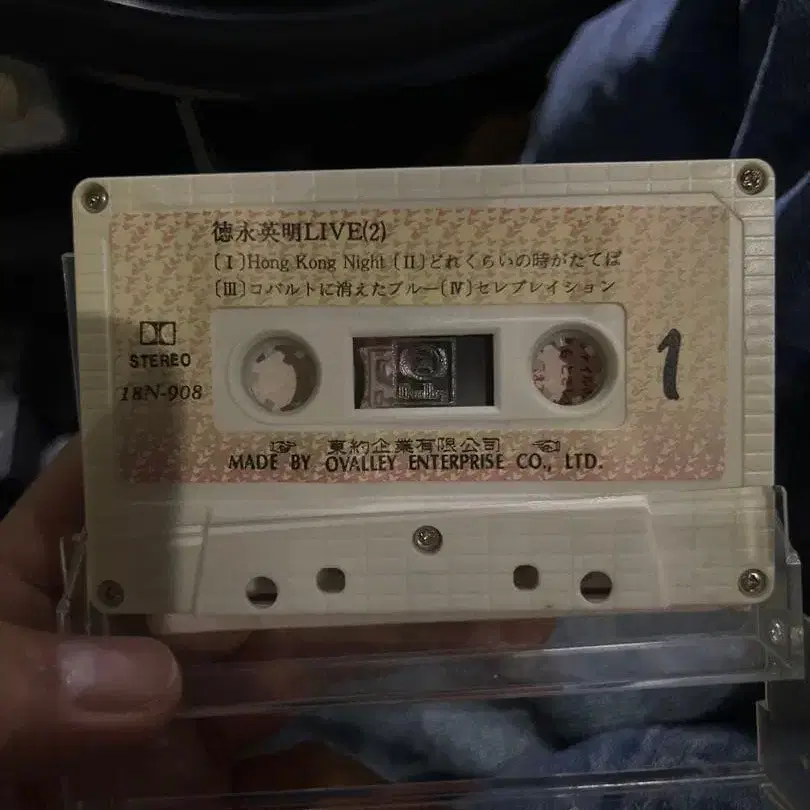 徳永英明LIVE(2)
〔Ⅰ〕Hong Kong Night〔Ⅱ〕どれくらいの時がたてば
〔Ⅲ〕コバルトに消えたブルー〔Ⅳ〕セレブレイション
STEREO
18N-908
1
東約企業有限公司
MADE BY OVALLEY ENTERPRISE CO., LTD.